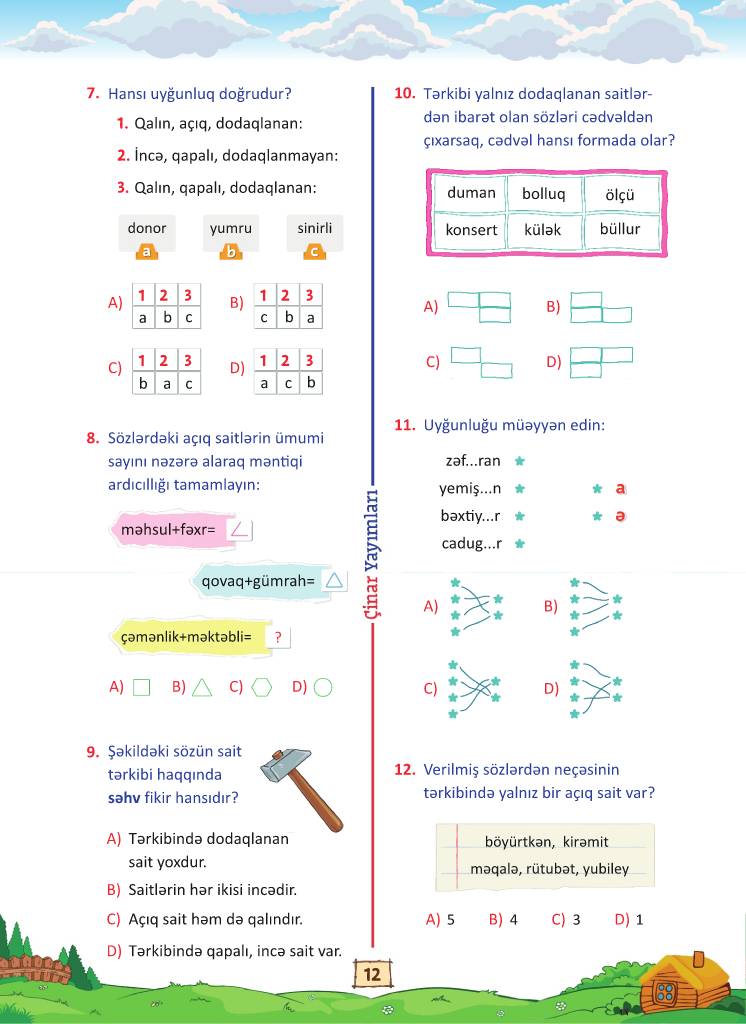 7. Hansı uyğunluq doğrudur?
1. Qalın, açıq, dodaqlanan:
2. İncə, qapalı, dodaqlanmayan:
3. Qalın, qapalı, dodaqlanan:
donor yumru sinirli
a b c
A) 1 2 3
a b c
B) 1 2 3
c b a
C) 1 2 3
b a c
D) 1 2 3
a c b
8. Sözlərdəki açıq saitlərin ümumi
sayını nəzərə alaraq məntiqi
ardıcıllığı tamamlayın:
məhsul+fəxr=
qovaq+gümrah=
çəmənlik+məktəbli= ?
A) B) C) D)
9. Şəkildəki sözün sait
tərkibi haqqında
səhv fikir hansıdır?
A) Tərkibində dodaqlanan
sait yoxdur.
B) Saitlərin hər ikisi incədir.
C) Açıq sait həm də qalındır.
D) Tərkibində qapalı, incə sait var.
Çinar Yayımları
10. Tərkibi yalnız dodaqlanan saitlər-
dən ibarət olan sözləri cədvəldən
çıxarsaq, cədvəl hansı formada olar?
duman bolluq ölçü
konsert külək büllur
A) B)
C) D)
11. Uyğunluğu müəyyən edin:
zəf...ran
yemiş...n a
bəxtiy...r ə
cadug...r
A) B)
C) D)
12. Verilmiş sözlərdən neçəsinin
tərkibində yalnız bir açıq sait var?
böyürtkən, kirəmit
məqalə, rütubət, yubiley
A) 5 B) 4 C) 3 D) 1
12